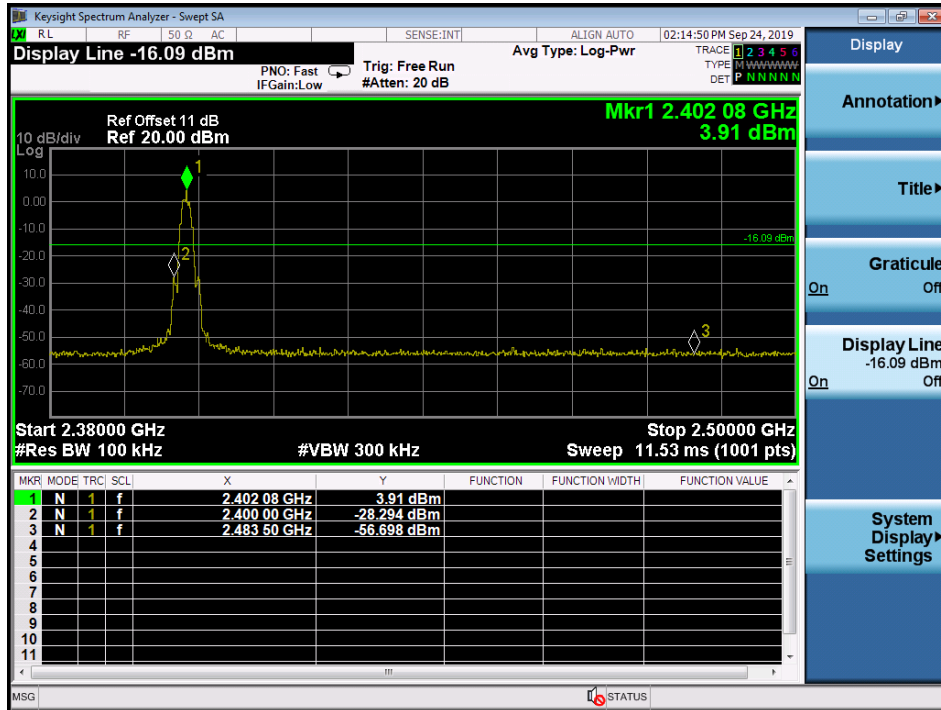 Keysight Spectrum Analyzer - Swept SA
LXI RL RF 50 Ω AC SENSE:INT ALIGN AUTO 02:14:50 PM Sep 24, 2019
Display Line -16.09 dBm
PNO: Fast
IFGain:Low
Trig: Free Run
#Atten: 20 dB
Avg Type: Log-Pwr
TRACE 1 2 3 4 5 6
TYPE M W W W W W
DET P N N N N N
Mkr1 2.402 08 GHz
3.91 dBm
Ref Offset 11 dB
10 dB/div Ref 20.00 dBm
Log
10.0
0.00
-10.0
-20.0
-30.0
-40.0
-50.0
-60.0
-70.0
1
-16.09 dBm
2
3
Start 2.38000 GHz Stop 2.50000 GHz
#Res BW 100 kHz #VBW 300 kHz Sweep 11.53 ms (1001 pts)
MKR MODE TRC SCL X Y FUNCTION FUNCTION WIDTH FUNCTION VALUE
1 N 1 f 2.402 08 GHz 3.91 dBm
2 N 1 f 2.400 00 GHz -28.294 dBm
3 N 1 f 2.483 50 GHz -56.698 dBm
4
5
6
7
8
9
10
11
MSG STATUS
Display
Annotation
Title
Graticule
On Off
Display Line
-16.09 dBm
On Off
System
Display
Settings